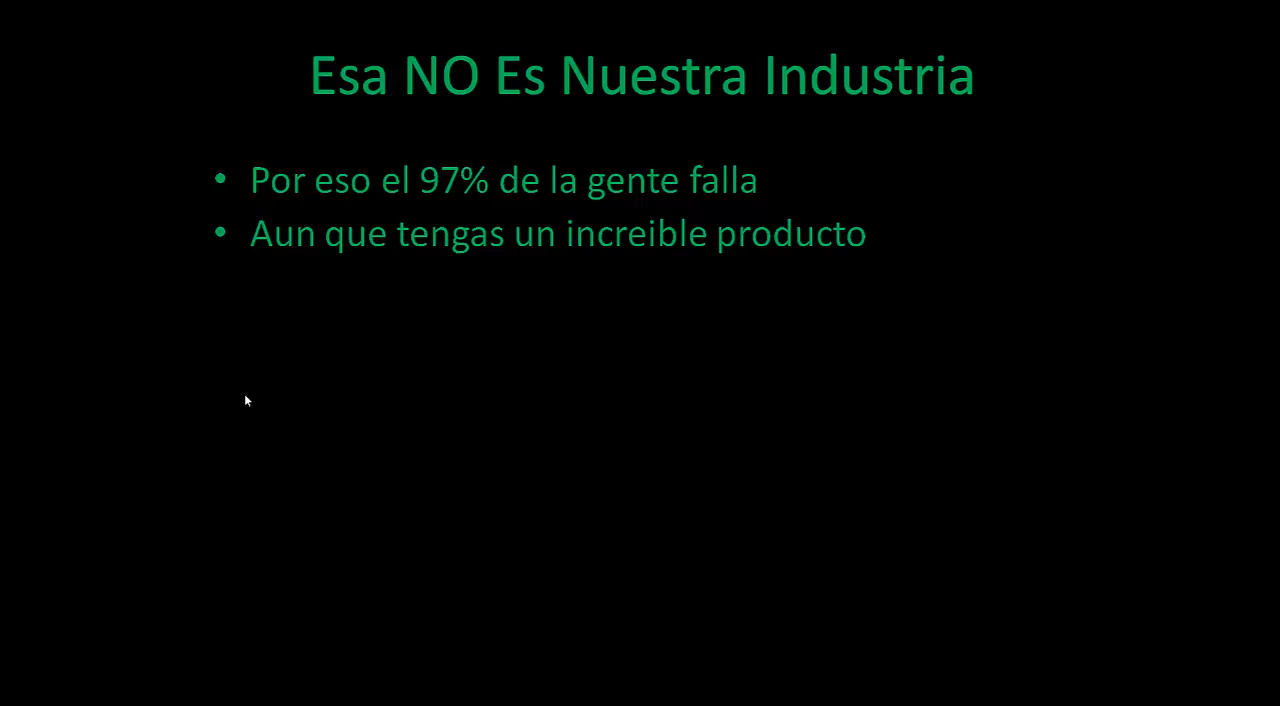 Esa NO Es Nuestra Industria
• Por eso el 97% de la gente falla
• Aun que tengas un increible producto